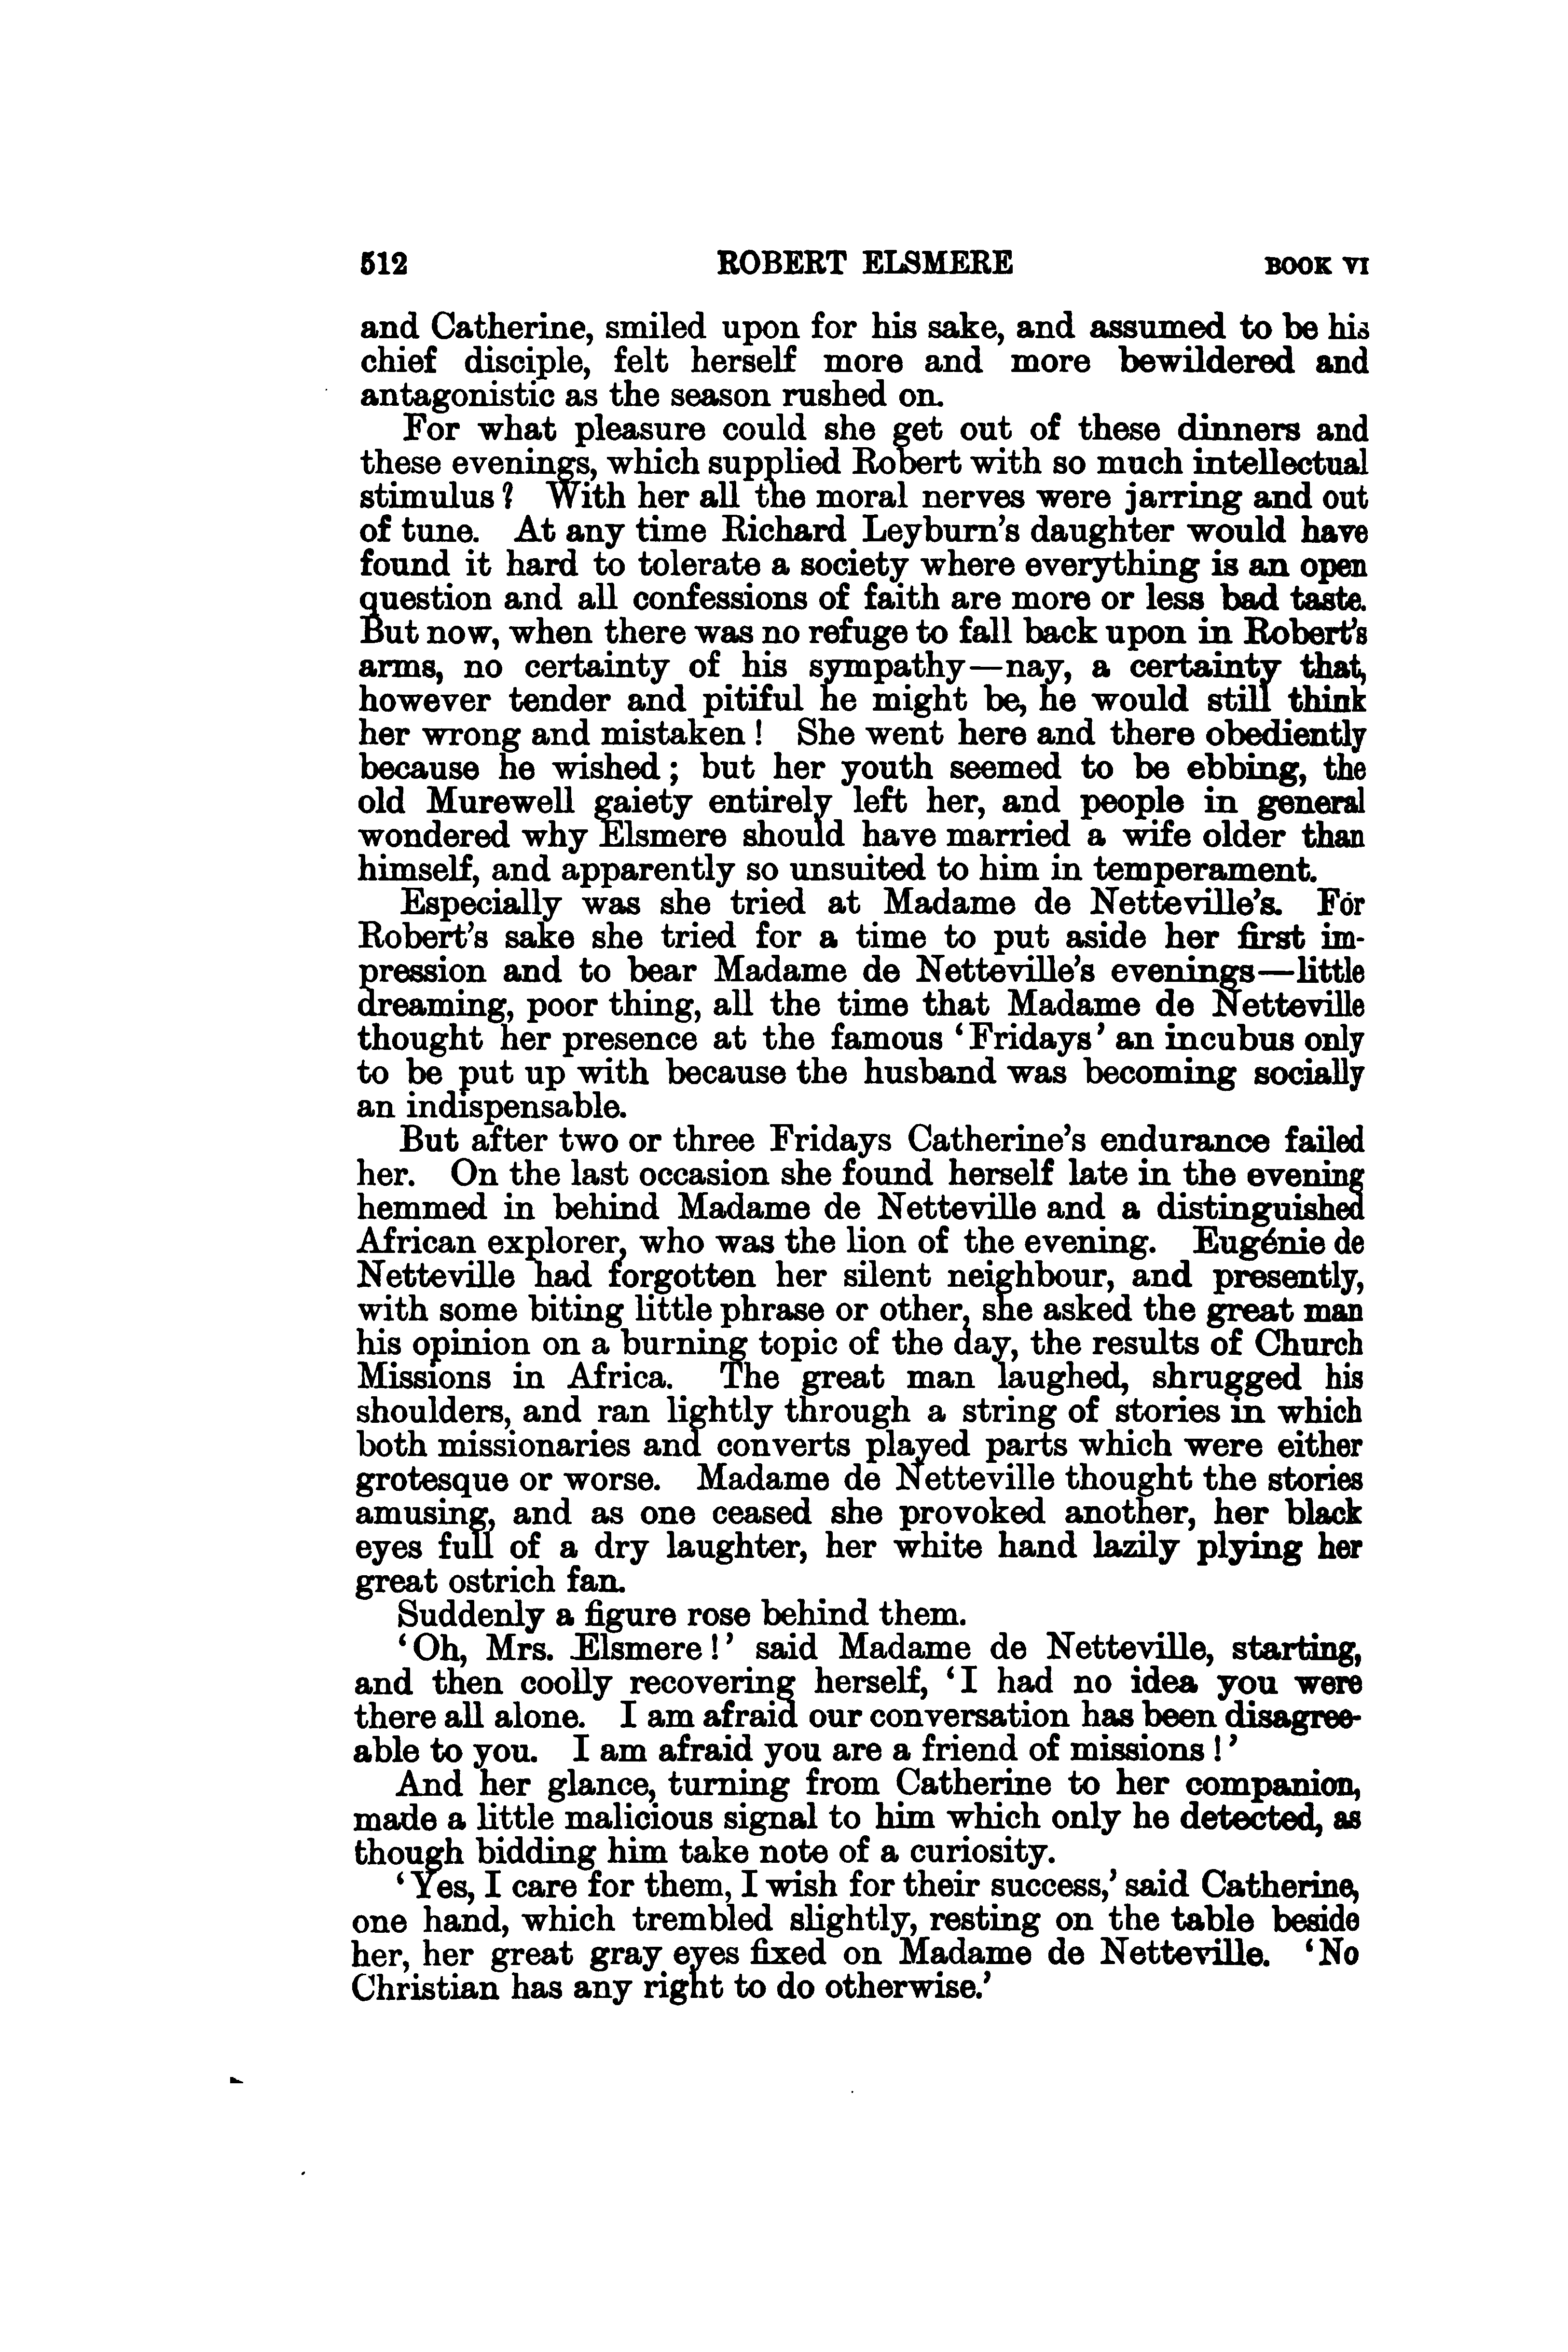 512 ROBERT ELSMERE BOOK VI
and Catherine, smiled upon for his sake, and assumed to be his
chief disciple, felt herself more and more bewildered and
antagonistic as the season rushed on.
For what pleasure could she get out of these dinners and
these evenings, which supplied Robert with so much intellectual
stimulus? With her all the moral nerves were jarring and out
of tune. At any time Richard Leyburn's daughter would have
found it hard to tolerate a society where everything is an open
question and all confessions of faith are more or less bad taste.
But now, when there was no refuge to fall back upon in Robert's
arms, no certainty of his sympathy—nay, a certainty that,
however tender and pitiful he might be, he would still think
her wrong and mistaken! She went here and there obediently
because he wished; but her youth seemed to be ebbing, the
old Murewell gaiety entirely left her, and people in general
wondered why Elsmere should have married a wife older than
himself, and apparently so unsuited to him in temperament.
Especially was she tried at Madame de Netteville's. For
Robert's sake she tried for a time to put aside her first im-
pression and to bear Madame de Netteville's evenings—little
dreaming, poor thing, all the time that Madame de Netteville
thought her presence at the famous 'Fridays' an incubus only
to be put up with because the husband was becoming socially
an indispensable.
But after two or three Fridays Catherine's endurance failed
her. On the last occasion she found herself late in the evening
hemmed in behind Madame de Netteville and a distinguished
African explorer, who was the lion of the evening. Eugénie de
Netteville had forgotten her silent neighbour, and presently,
with some biting little phrase or other, she asked the great man
his opinion on a burning topic of the day, the results of Church
Missions in Africa. The great man laughed, shrugged his
shoulders, and ran lightly through a string of stories in which
both missionaries and converts played parts which were either
grotesque or worse. Madame de Netteville thought the stories
amusing, and as one ceased she provoked another, her black
eyes full of a dry laughter, her white hand lazily plying her
great ostrich fan.
Suddenly a figure rose behind them.
'Oh, Mrs. Elsmere!' said Madame de Netteville, starting,
and then coolly recovering herself, 'I had no idea you were
there all alone. I am afraid our conversation has been disagree-
able to you. I am afraid you are a friend of missions!'
And her glance, turning from Catherine to her companion,
made a little malicious signal to him which only he detected, as
though bidding him take note of a curiosity.
'Yes, I care for them, I wish for their success,' said Catherine,
one hand, which trembled slightly, resting on the table beside
her, her great gray eyes fixed on Madame de Netteville. 'No
Christian has any right to do otherwise.'